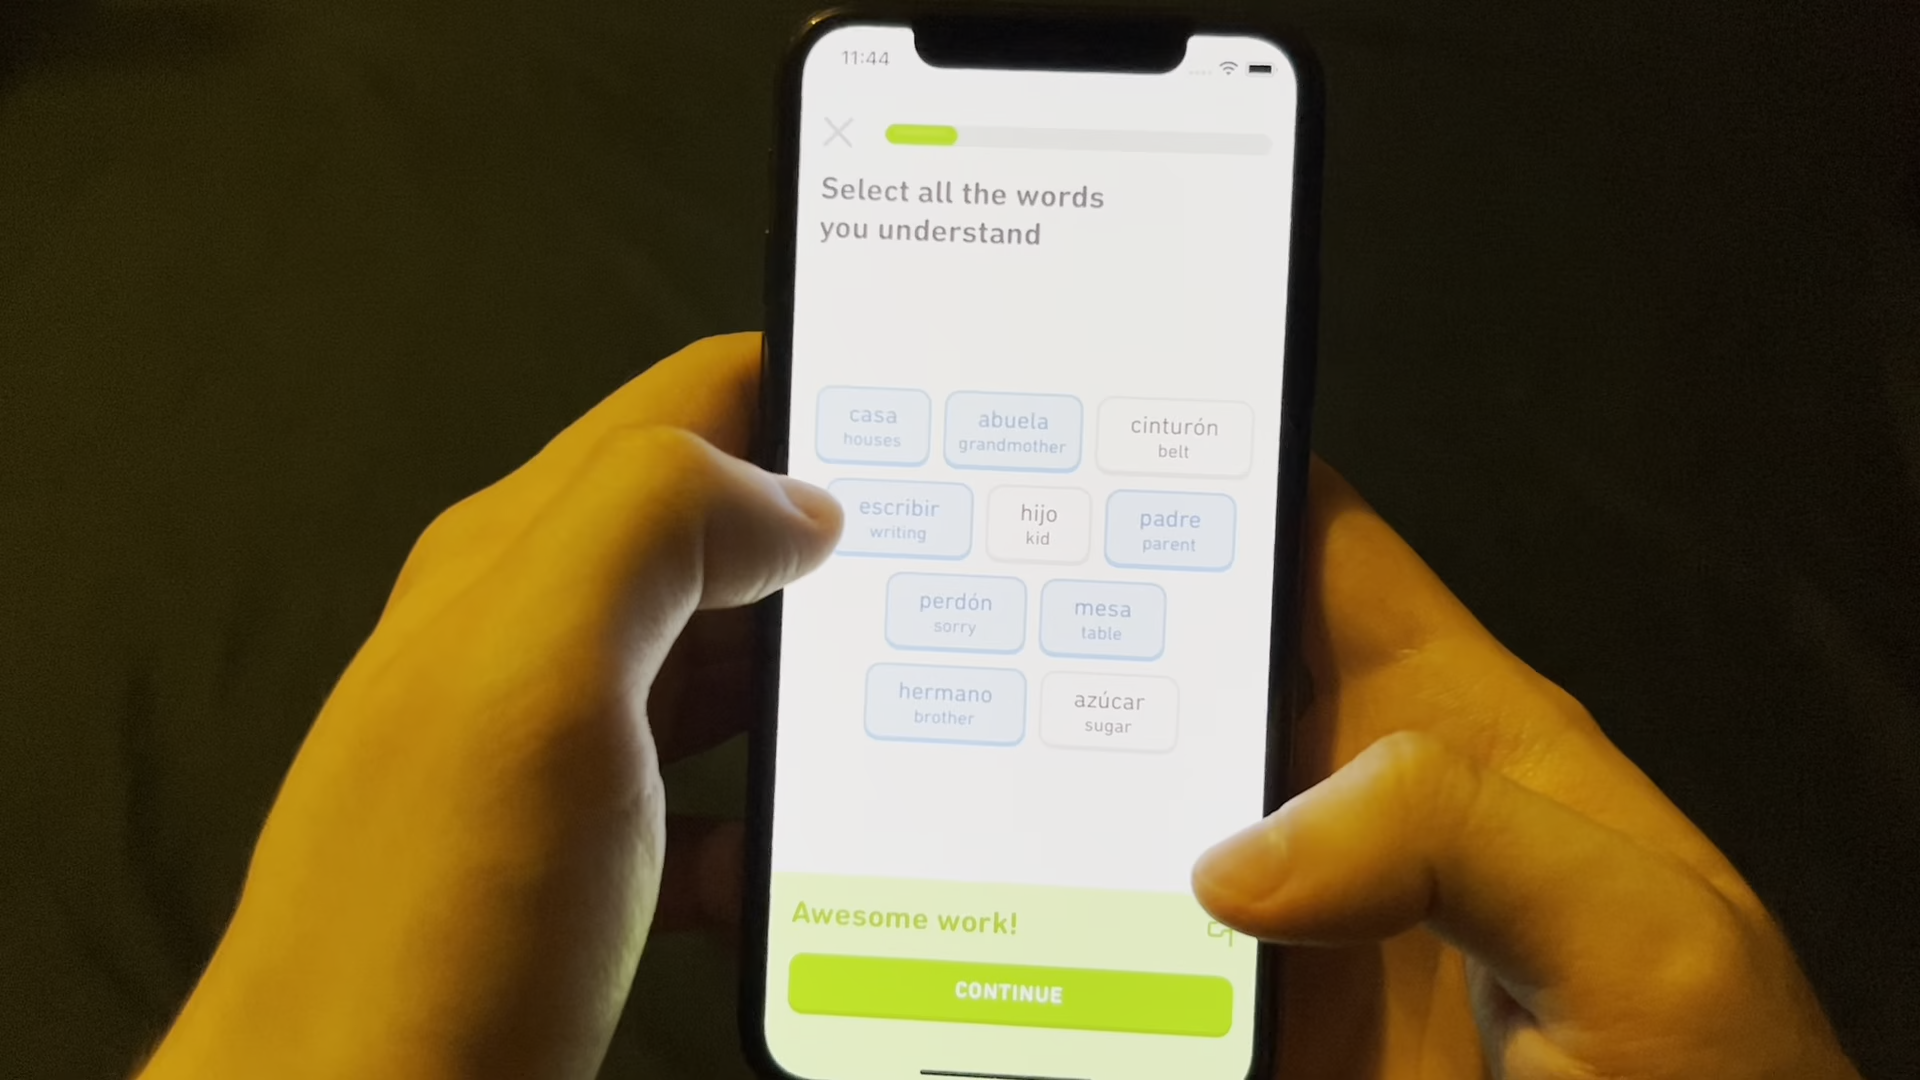 11:44
Select all the words
you understand
casa
houses
abuela
grandmother
cinturón
belt
escribir
writing
hijo
kid
padre
parent
perdón
sorry
mesa
table
hermano
brother
azúcar
sugar
Awesome work!
CONTINUE